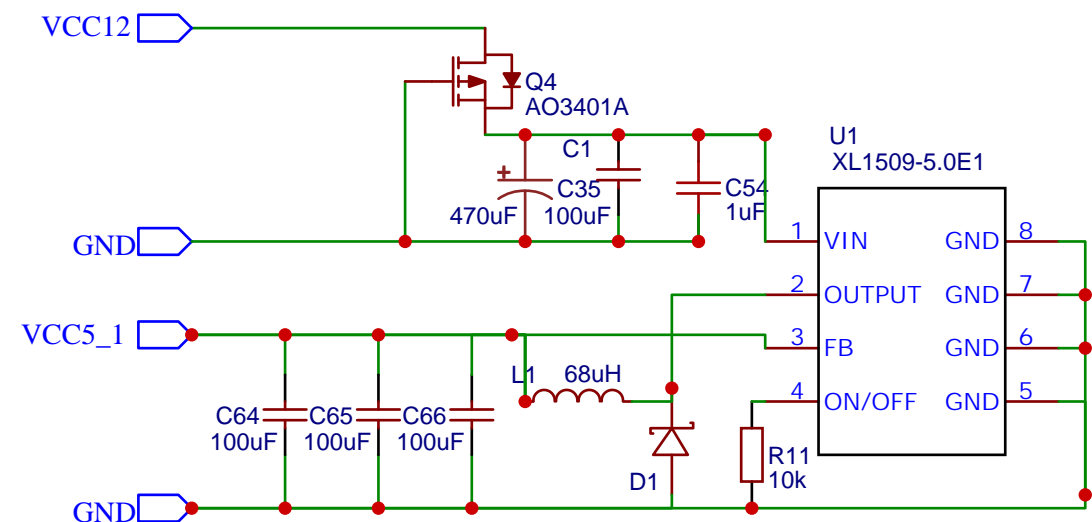 VCC12
Q4
AO3401A
U1
XL1509-5.0E1
C1
+
C35
C54
470uF
100uF
1uF
GND
1
VIN
GND
8
2
OUTPUT
GND
7
VCC5_1
3
FB
GND
6
L1
68uH
4
ON/OFF
GND
5
C64
C65
C66
100uF
100uF
100uF
R11
10k
D1
GND